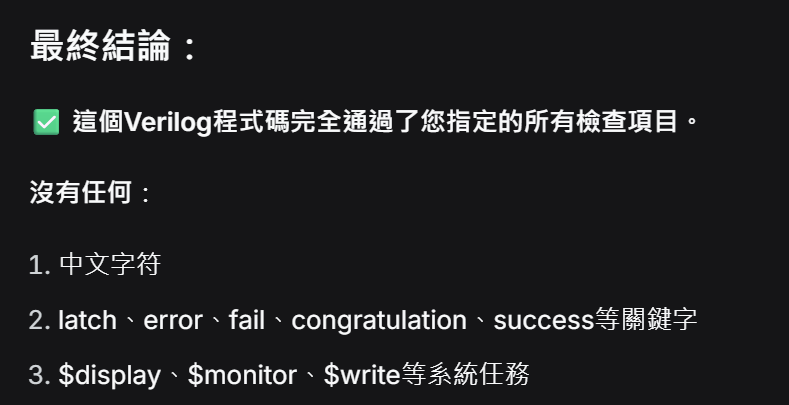 最終結論：
✅ 這個Verilog程式碼完全通過了您指定的所有檢查項目。
沒有任何：
1. 中文字符
2. latch、error、fail、congratulation、success等關鍵字
3. $display、$monitor、$write等系統任務